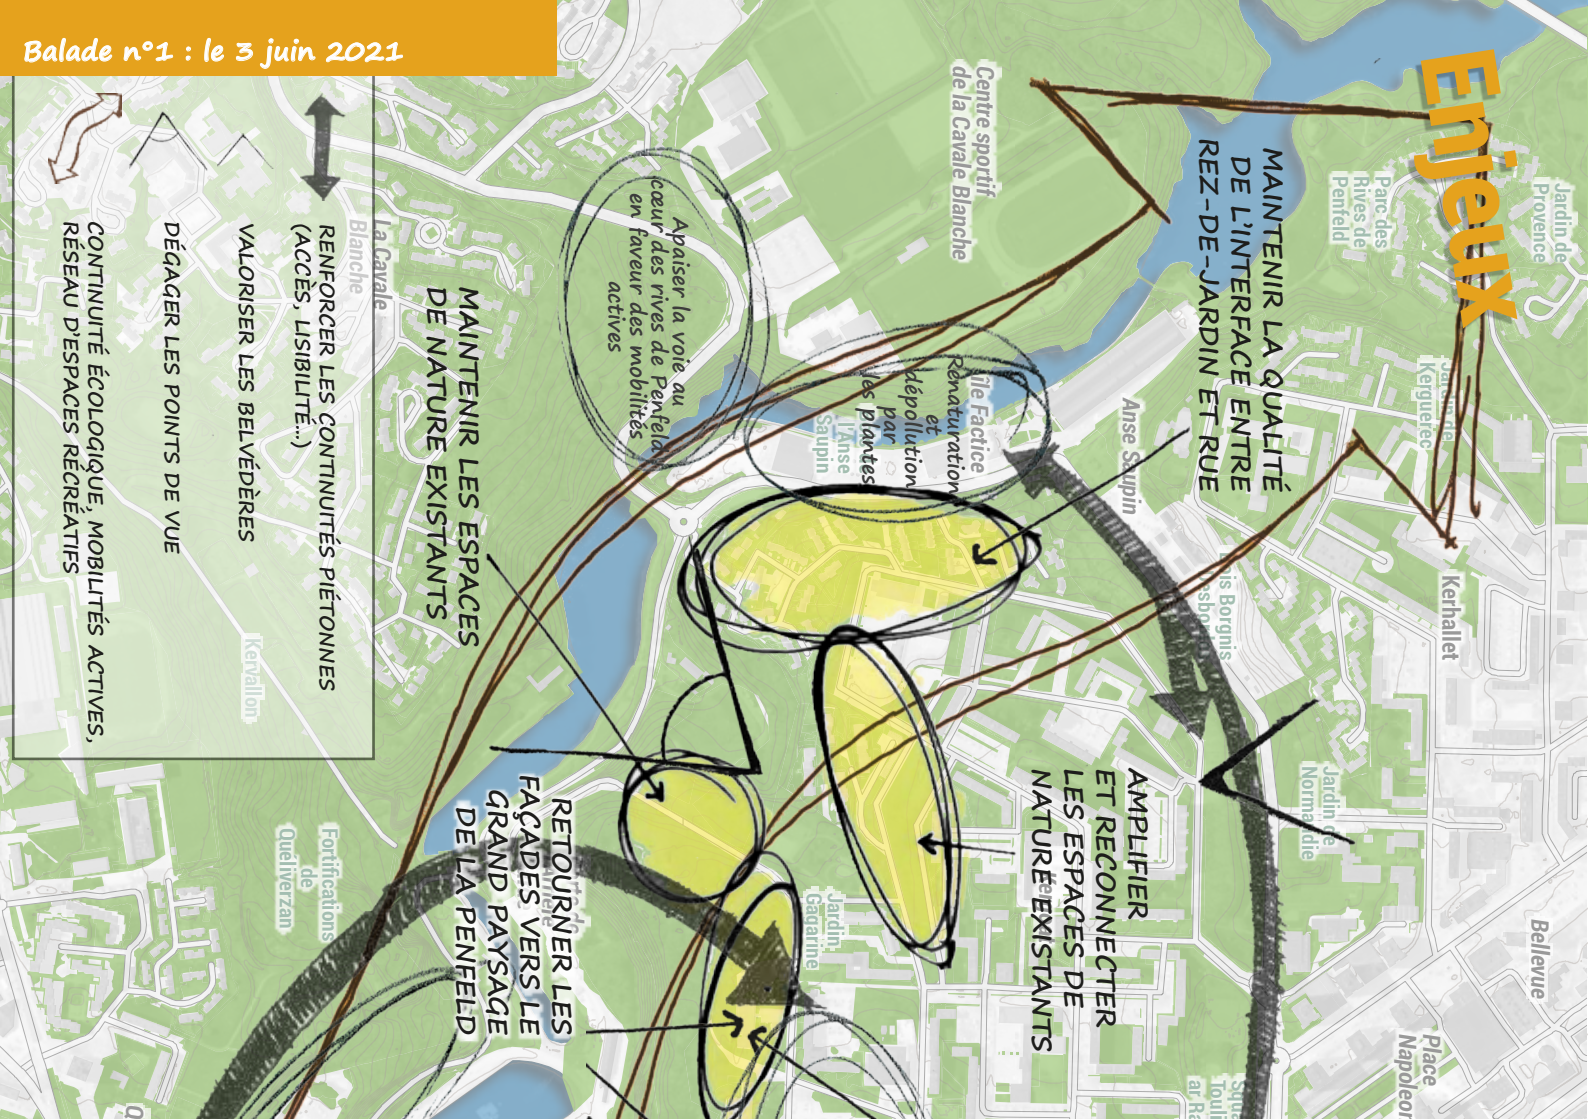 Balade n°1 : le 3 juin 2021
Enjeux
RENFORCER LES CONTINUITÉS PIÉTONNES
(ACCÈS, LISIBILITÉ...)
VALORISER LES BELVÉDÈRES
DÉGAGER LES POINTS DE VUE
CONTINUITÉ ÉCOLOGIQUE, MOBILITÉS ACTIVES,
RÉSEAU D'ESPACES RÉCRÉATIFS
MAINTENIR LA QUALITÉ
DE L'INTERFACE ENTRE
REZ-DE-JARDIN ET RUE
Apaiser la voie au
cœur des rives de Penfeld
en faveur des mobilités
actives
Renaturation
et
dépollution
par
les plantes
MAINTENIR LES ESPACES
DE NATURE EXISTANTS
AMPLIFIER
ET RECONNECTER
LES ESPACES DE
NATURE EXISTANTS
RETOURNER LES
FAÇADES VERS LE
GRAND PAYSAGE
DE LA PENFELD
Centre sportif
de la Cavale Blanche
Jardin de
Provence
Parc des
Rives de
Penfeld
Jardin de
Kerguerec
La Cavale
Blanche
île Factice
l'Anse
Saupin
Anse Saupin
Kerhallet
Kervallon
Jardin de
Normandie
Fortifications
de
Queliverzan
Jardin
Gagarine
Bellevue
Place
Napoléon